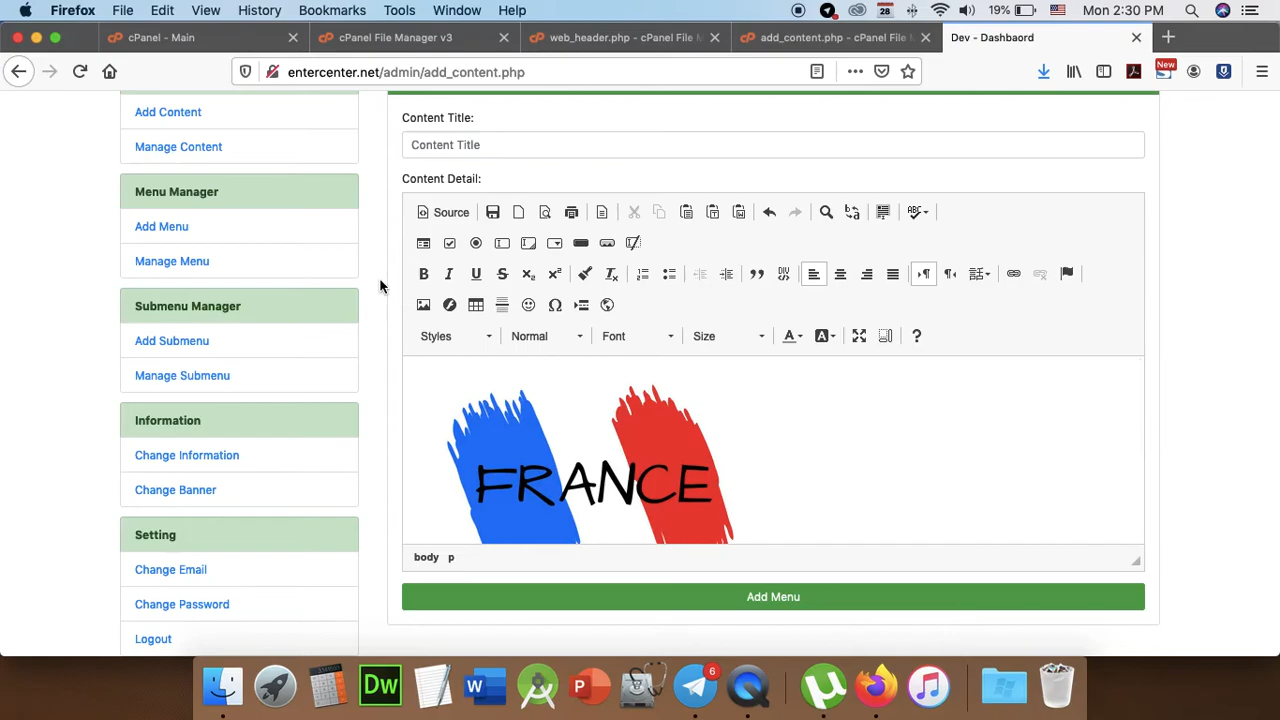 Firefox File Edit View History Bookmarks Tools Window Help 28 19% Mon 2:30 PM
cPanel - Main cPanel File Manager v3 web_header.php - cPanel File M add_content.php - cPanel File M Dev - Dashbaord
entercenter.net/admin/add_content.php New
Add Content
Manage Content
Menu Manager
Add Menu
Manage Menu
Submenu Manager
Add Submenu
Manage Submenu
Information
Change Information
Change Banner
Setting
Change Email
Change Password
Logout
Content Title:
Content Title
Content Detail:
Source
Styles Normal Font Size
FRANCE
body p
Add Menu
Dw W P 6